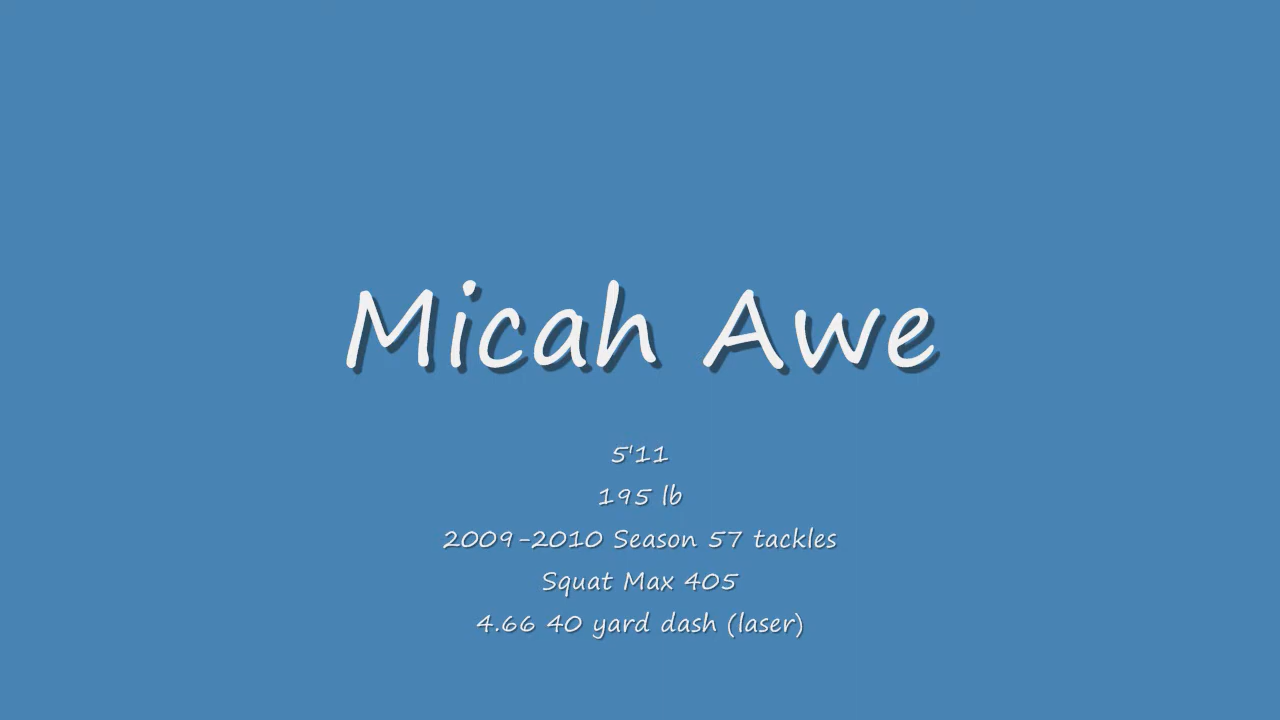 Micah Awe
5'11
195 lb
2009-2010 Season 57 tackles
Squat Max 405
4.66 40 yard dash (laser)